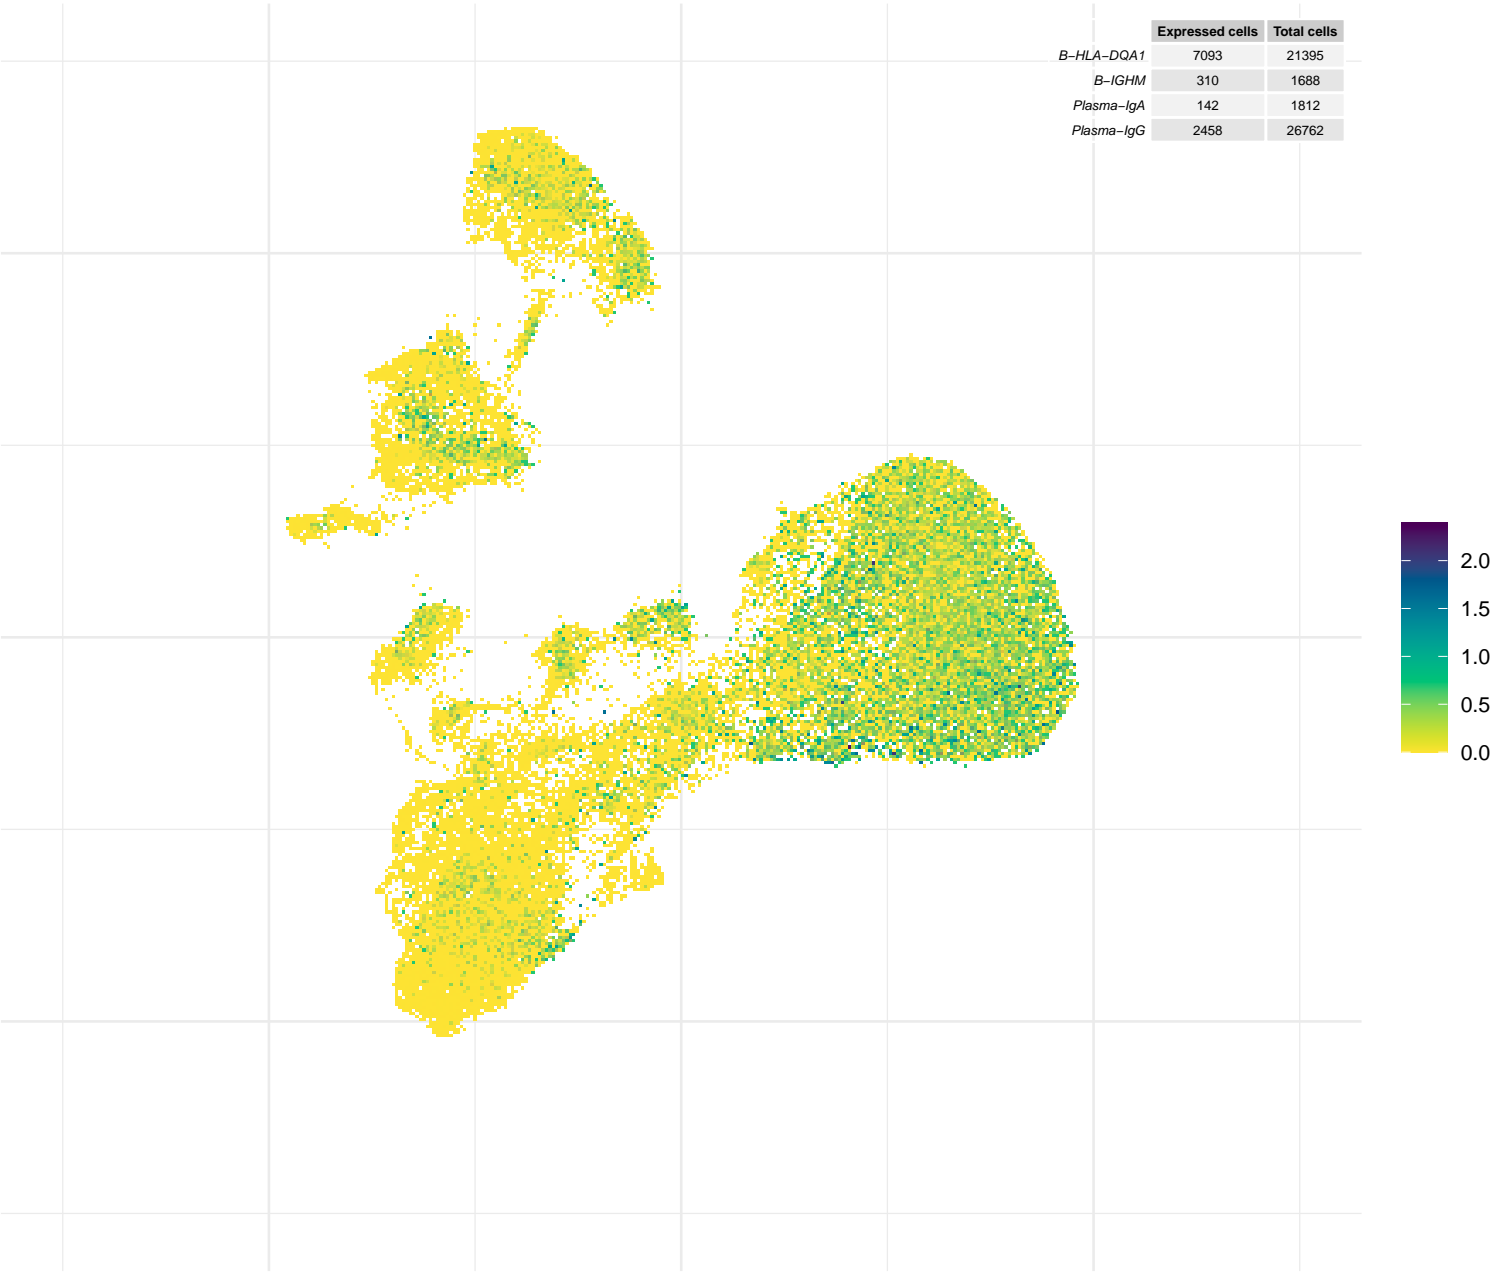 Expressed cells Total cells
B−HLA−DQA1 7093 21395
B−IGHM 310 1688
Plasma−IgA 142 1812
Plasma−IgG 2458 26762
2.0
1.5
1.0
0.5
0.0